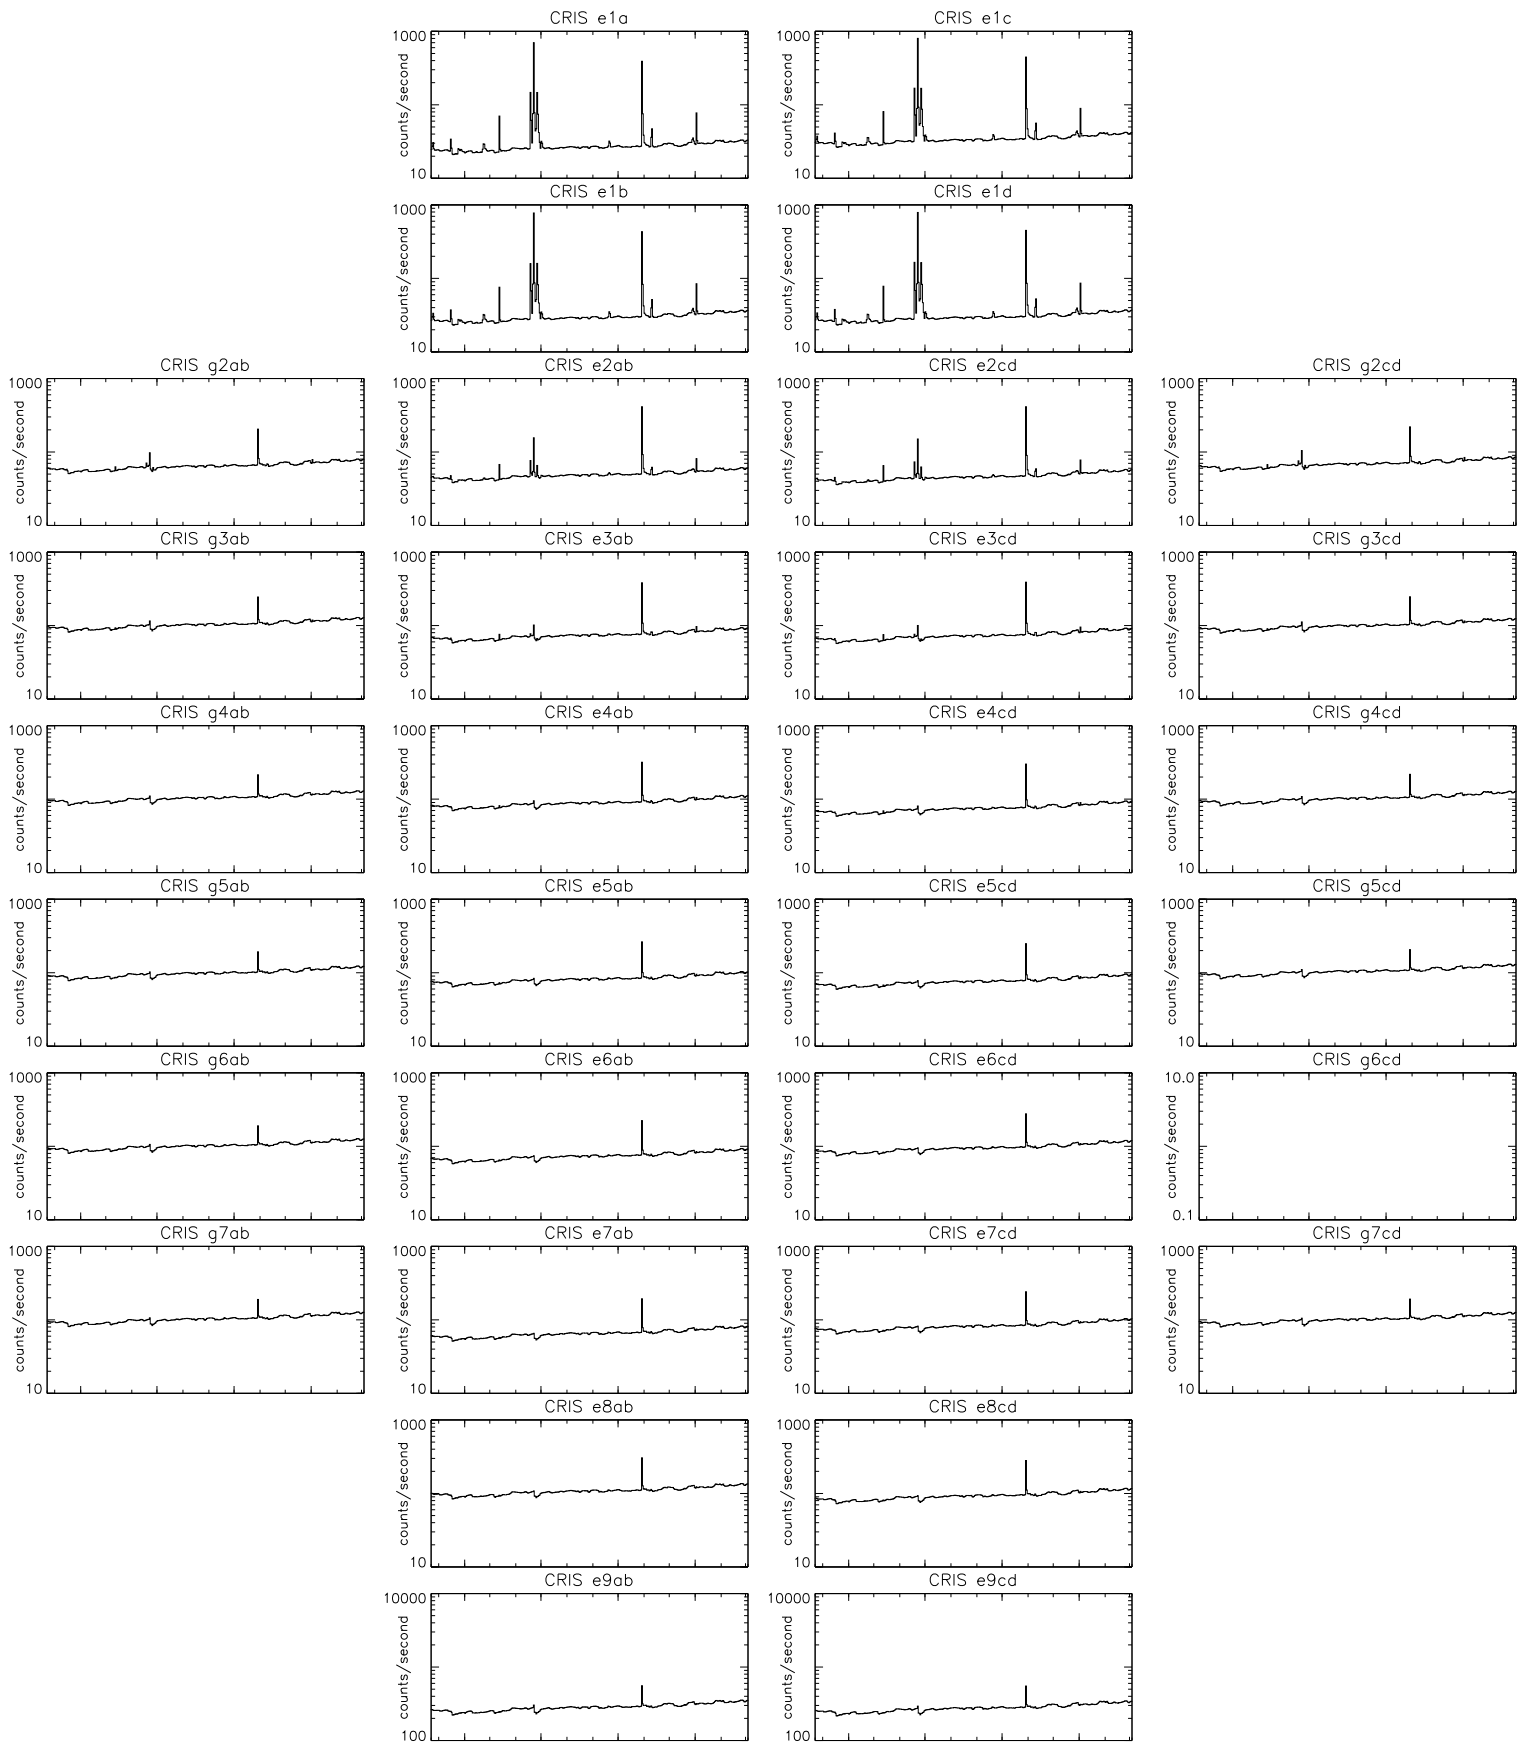 CRIS e1a
CRIS e1c
1000
counts/second
10
1000
counts/second
10
CRIS e1b
CRIS e1d
1000
counts/second
10
1000
counts/second
10
CRIS g2ab
CRIS e2ab
CRIS e2cd
CRIS g2cd
1000
counts/second
10
1000
counts/second
10
1000
counts/second
10
1000
counts/second
10
CRIS g3ab
CRIS e3ab
CRIS e3cd
CRIS g3cd
1000
counts/second
10
1000
counts/second
10
1000
counts/second
10
1000
counts/second
10
CRIS g4ab
CRIS e4ab
CRIS e4cd
CRIS g4cd
1000
counts/second
10
1000
counts/second
10
1000
counts/second
10
1000
counts/second
10
CRIS g5ab
CRIS e5ab
CRIS e5cd
CRIS g5cd
1000
counts/second
10
1000
counts/second
10
1000
counts/second
10
1000
counts/second
10
CRIS g6ab
CRIS e6ab
CRIS e6cd
CRIS g6cd
1000
counts/second
10
1000
counts/second
10
1000
counts/second
10
10.0
counts/second
0.1
CRIS g7ab
CRIS e7ab
CRIS e7cd
CRIS g7cd
1000
counts/second
10
1000
counts/second
10
1000
counts/second
10
1000
counts/second
10
CRIS e8ab
CRIS e8cd
1000
counts/second
10
1000
counts/second
10
CRIS e9ab
CRIS e9cd
10000
counts/second
100
10000
counts/second
100